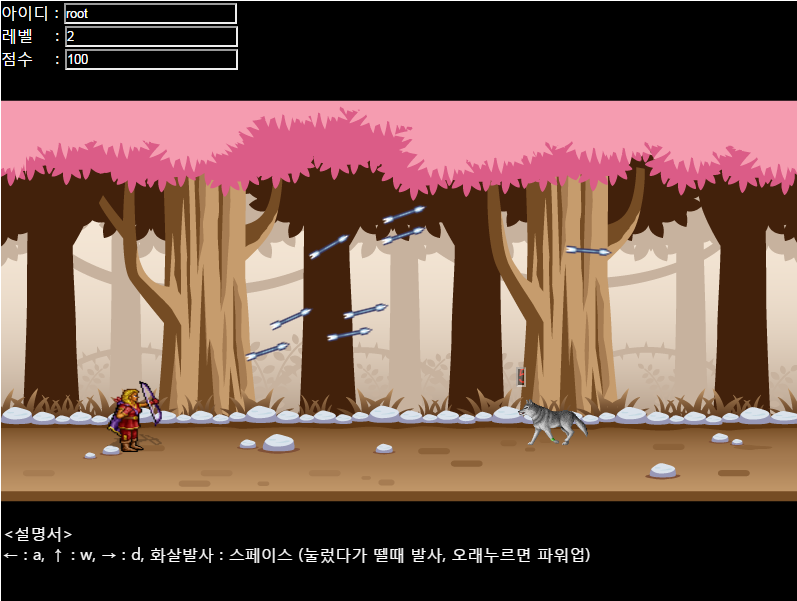 아이디 : root
레벨 : 2
점수 : 100
<설명서>
← : a, ↑ : w, → : d, 화살발사 : 스페이스 (눌렀다가 뗄때 발사, 오래누르면 파워업)